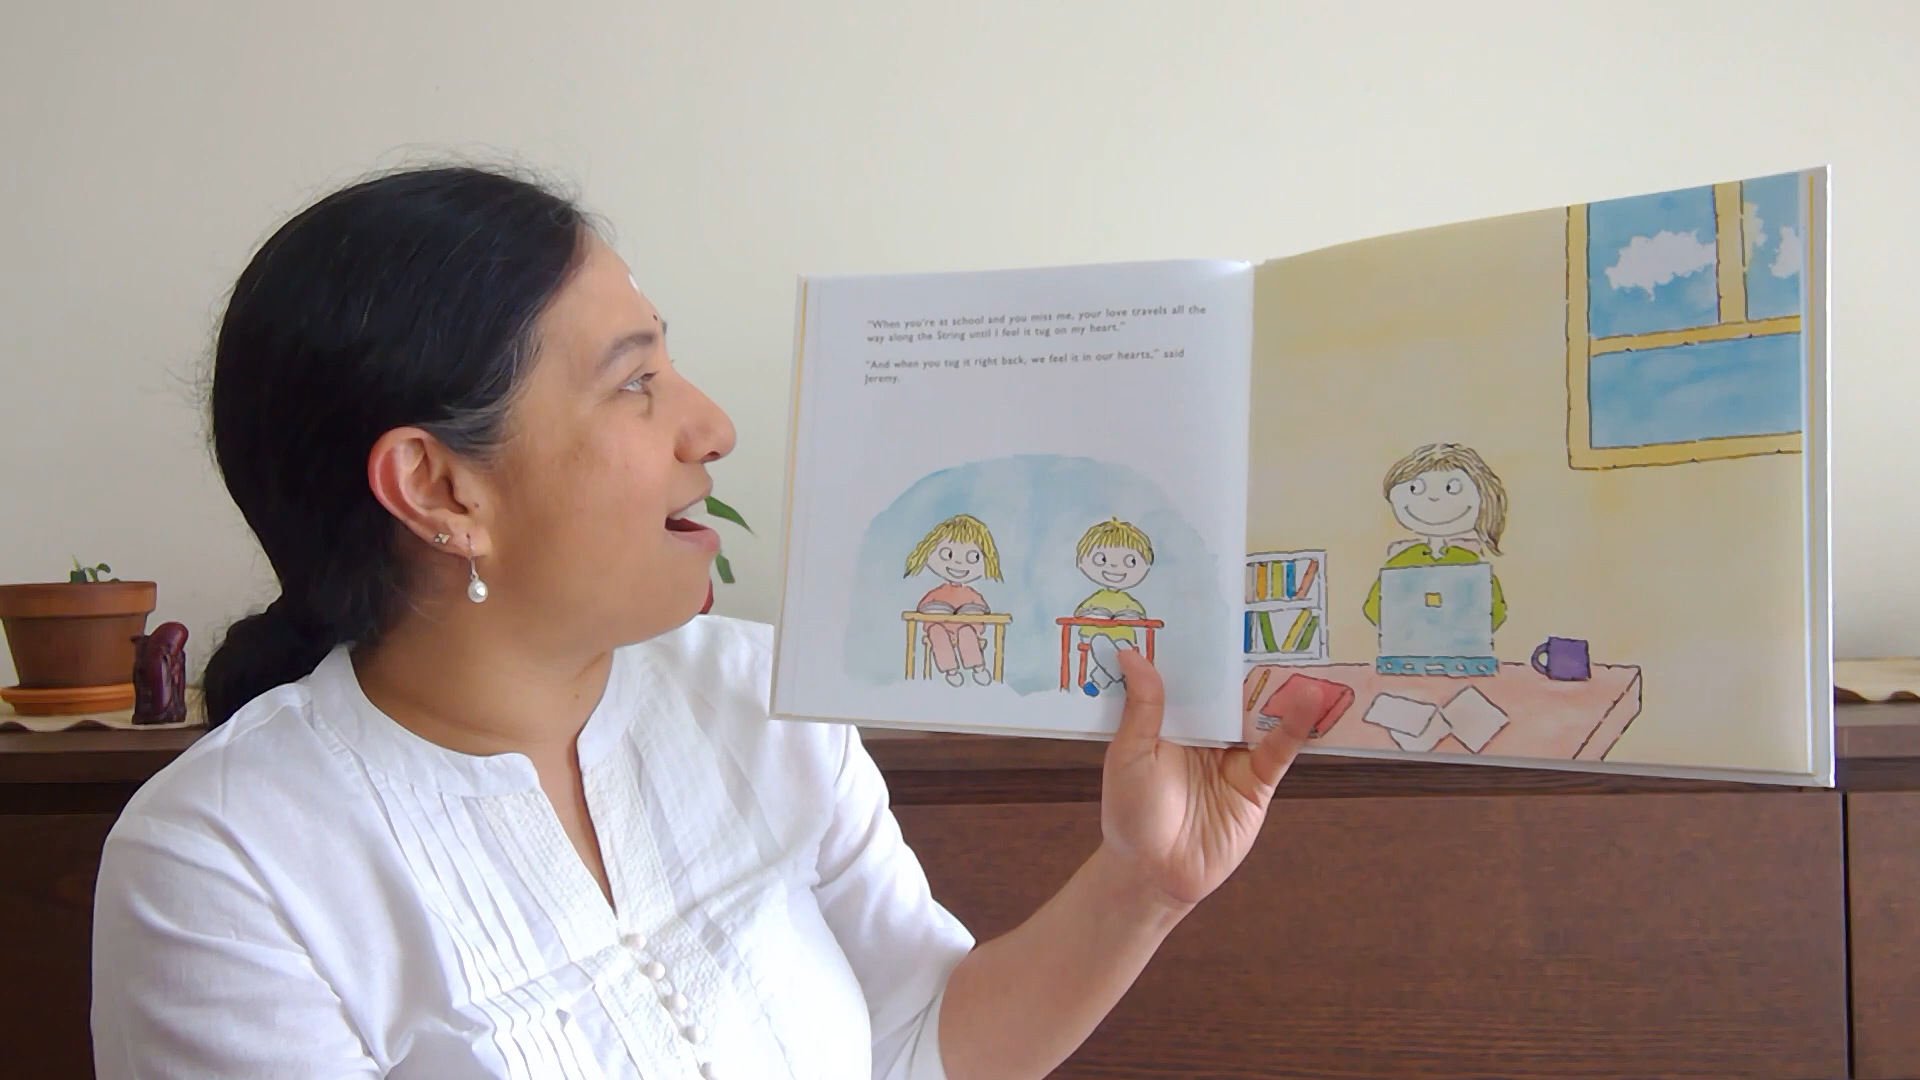 "When you're at school and you miss me, your love travels all the
way along the String until I feel it tug on my heart."
"And when you tug it right back, we feel it in our hearts," said
Jeremy.